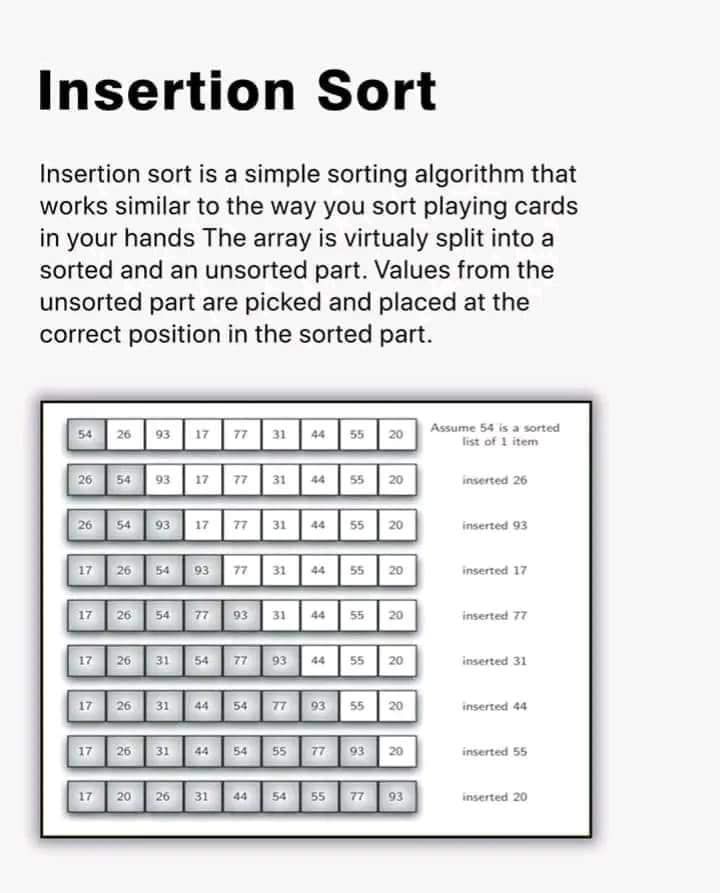 Insertion Sort
Insertion sort is a simple sorting algorithm that
works similar to the way you sort playing cards
in your hands The array is virtualy split into a
sorted and an unsorted part. Values from the
unsorted part are picked and placed at the
correct position in the sorted part.
54 26 93 17 77 31 44 55 20 Assume 54 is a sorted
list of 1 item
26 54 93 17 77 31 44 55 20 inserted 26
26 54 93 17 77 31 44 55 20 inserted 93
17 26 54 93 77 31 44 55 20 inserted 17
17 26 54 77 93 31 44 55 20 inserted 77
17 26 31 54 77 93 44 55 20 inserted 31
17 26 31 44 54 77 93 55 20 inserted 44
17 26 31 44 54 55 77 93 20 inserted 55
17 20 26 31 44 54 55 77 93 inserted 20